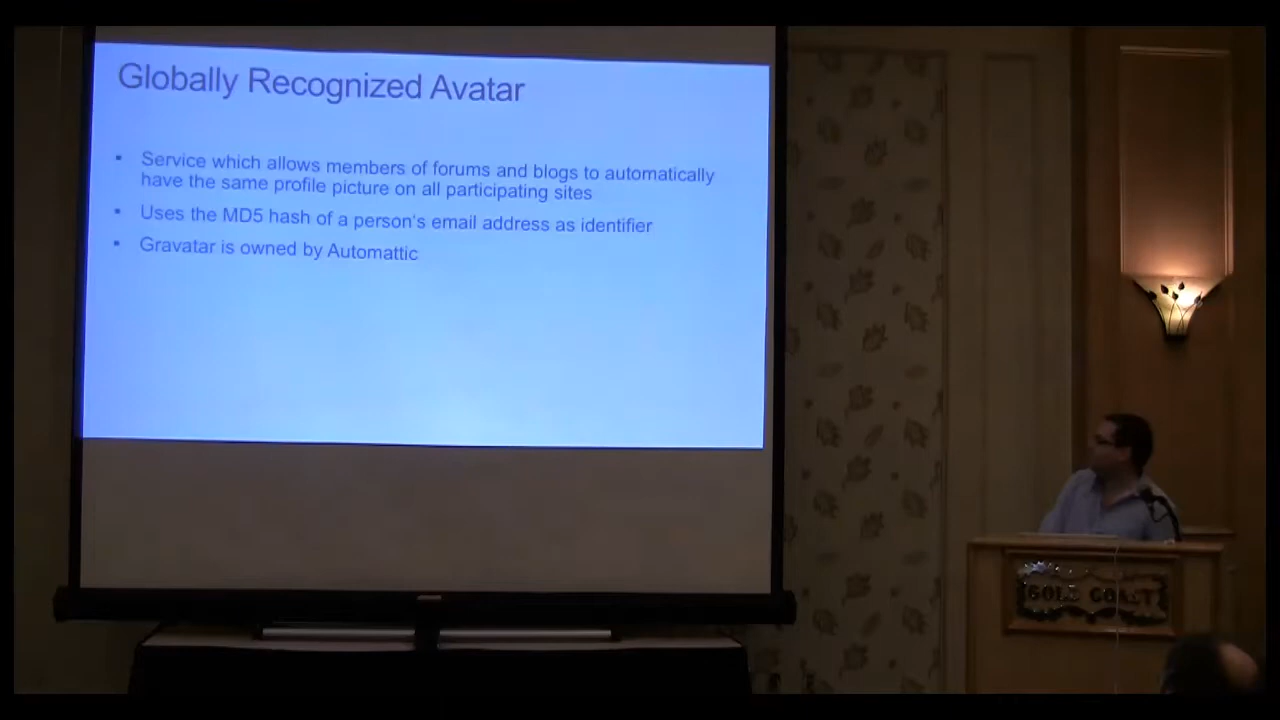 Globally Recognized Avatar
▪ Service which allows members of forums and blogs to automatically
have the same profile picture on all participating sites
▪ Uses the MD5 hash of a person's email address as identifier
▪ Gravatar is owned by Automattic
GOLD COAST